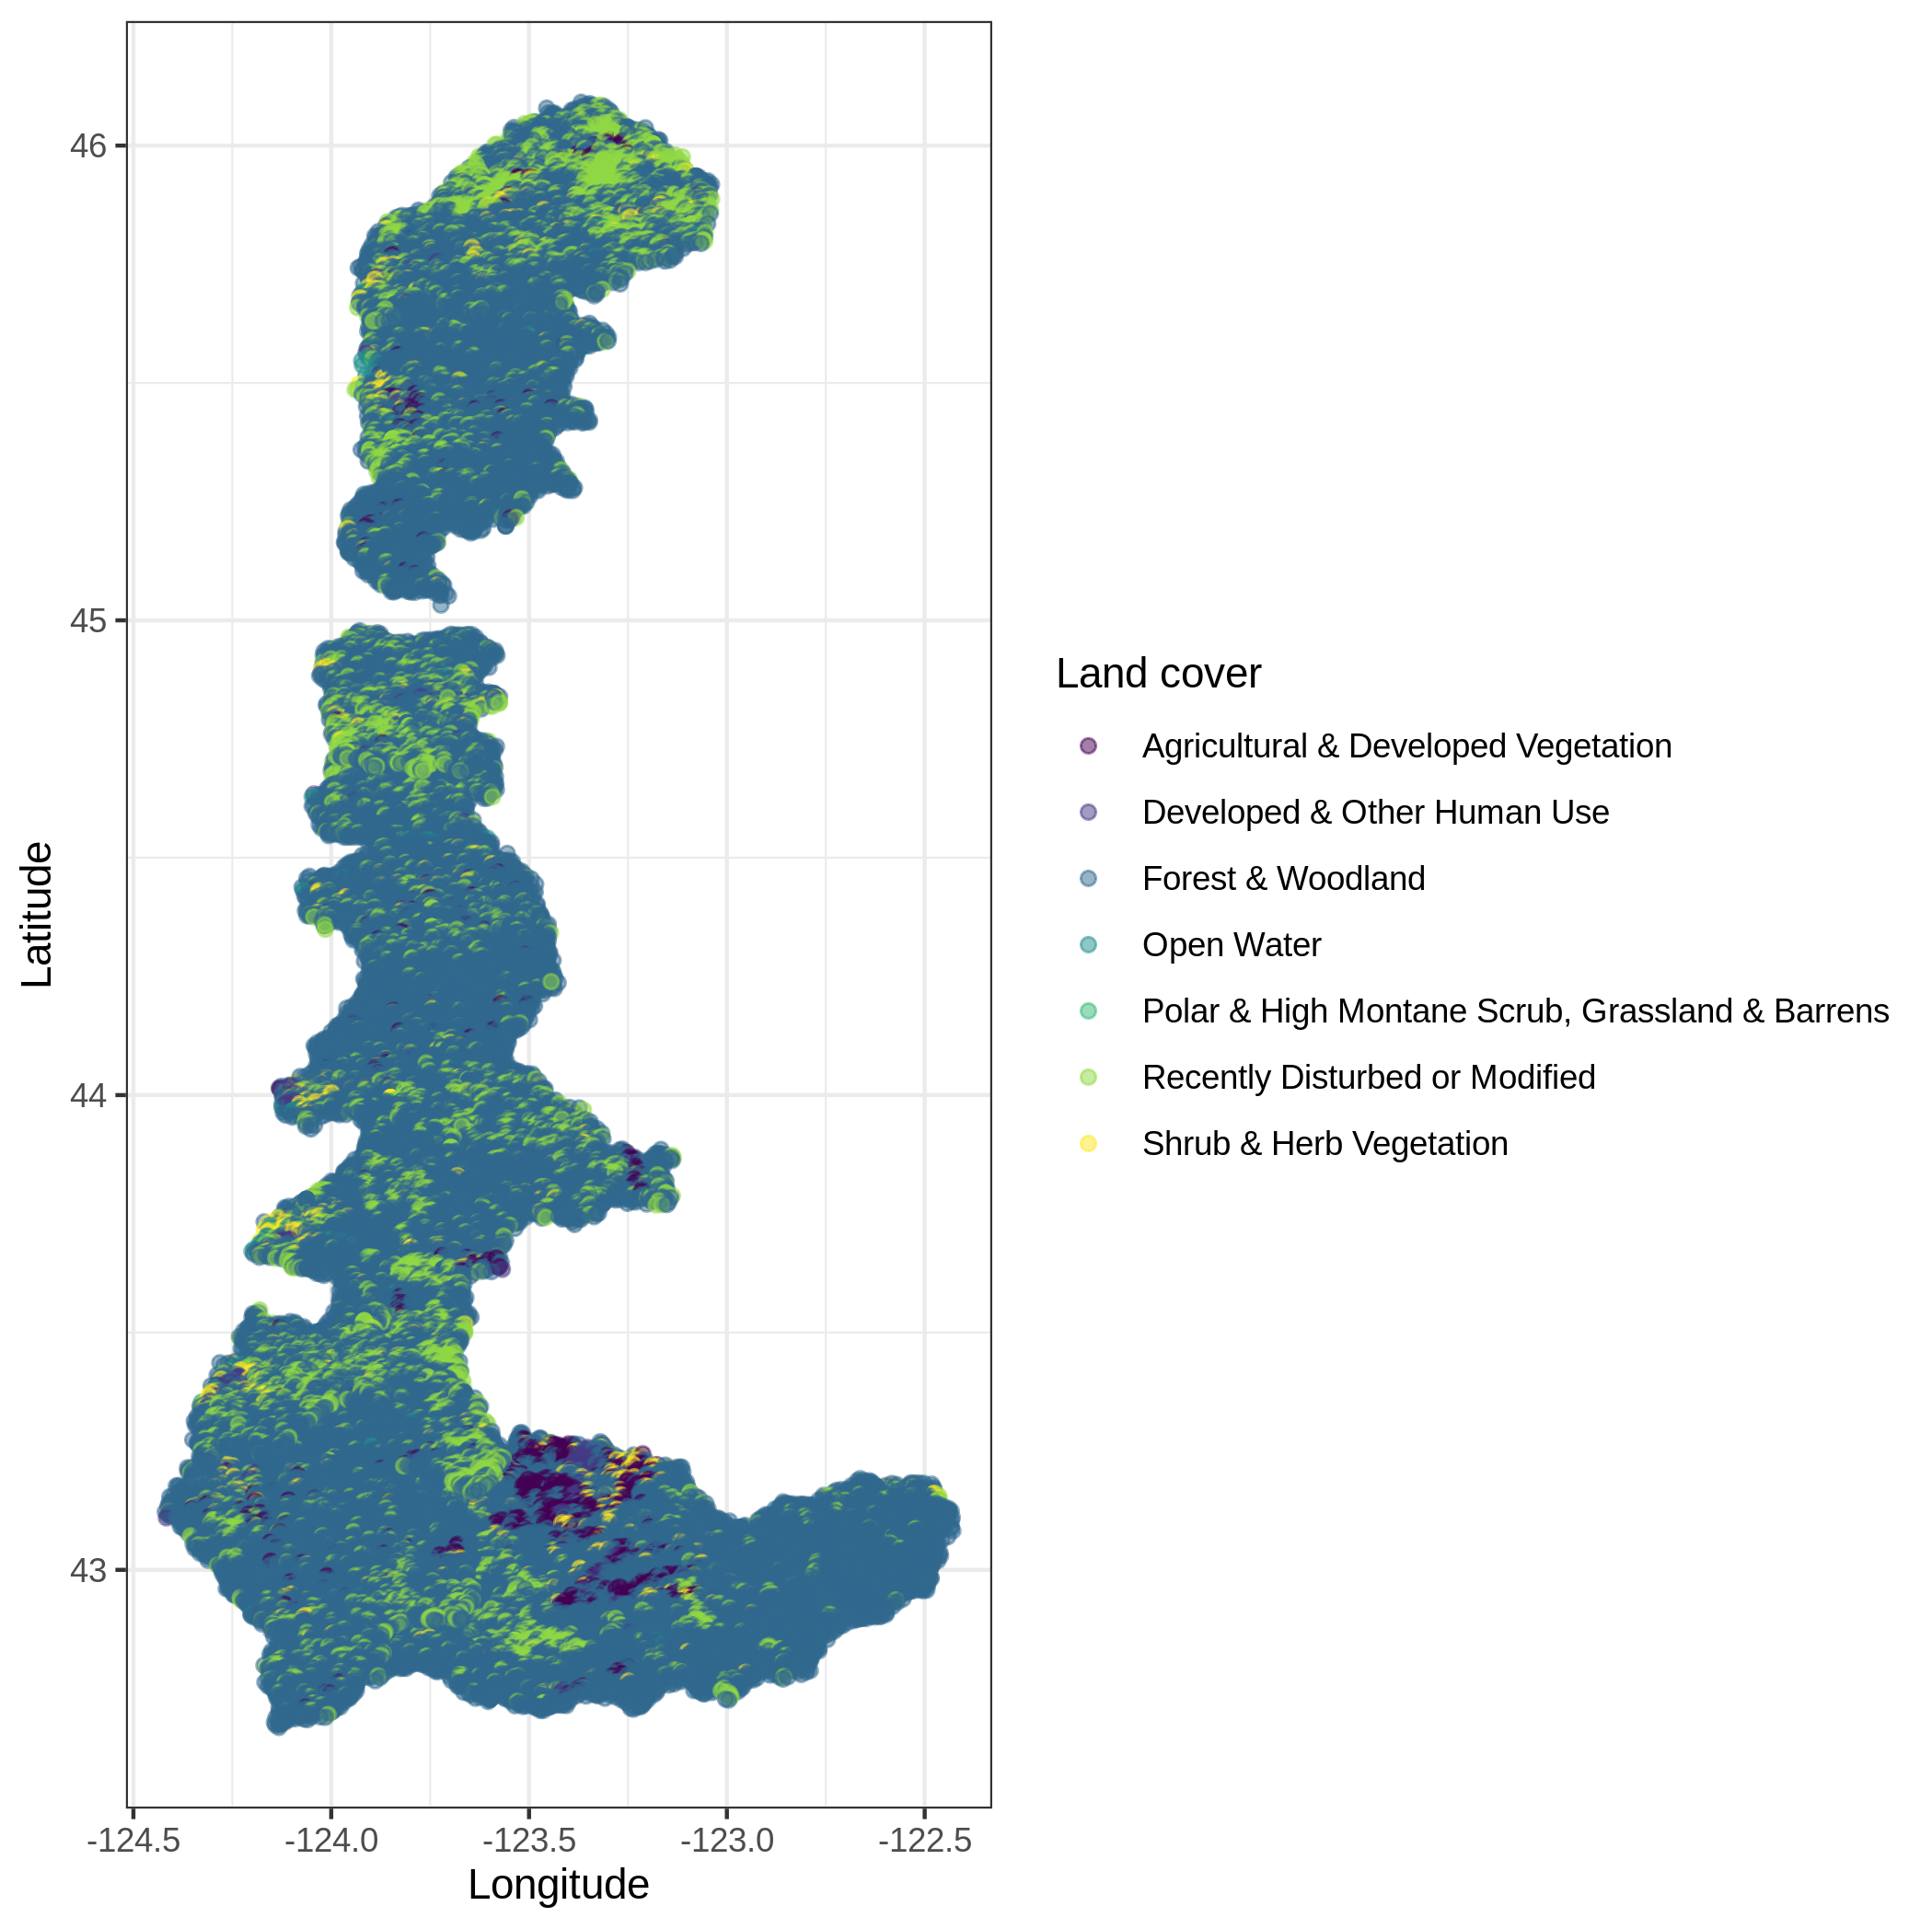 46
45
44
43
Latitude
-124.5
-124.0
-123.5
-123.0
-122.5
Longitude
Land cover
Agricultural & Developed Vegetation
Developed & Other Human Use
Forest & Woodland
Open Water
Polar & High Montane Scrub, Grassland & Barrens
Recently Disturbed or Modified
Shrub & Herb Vegetation